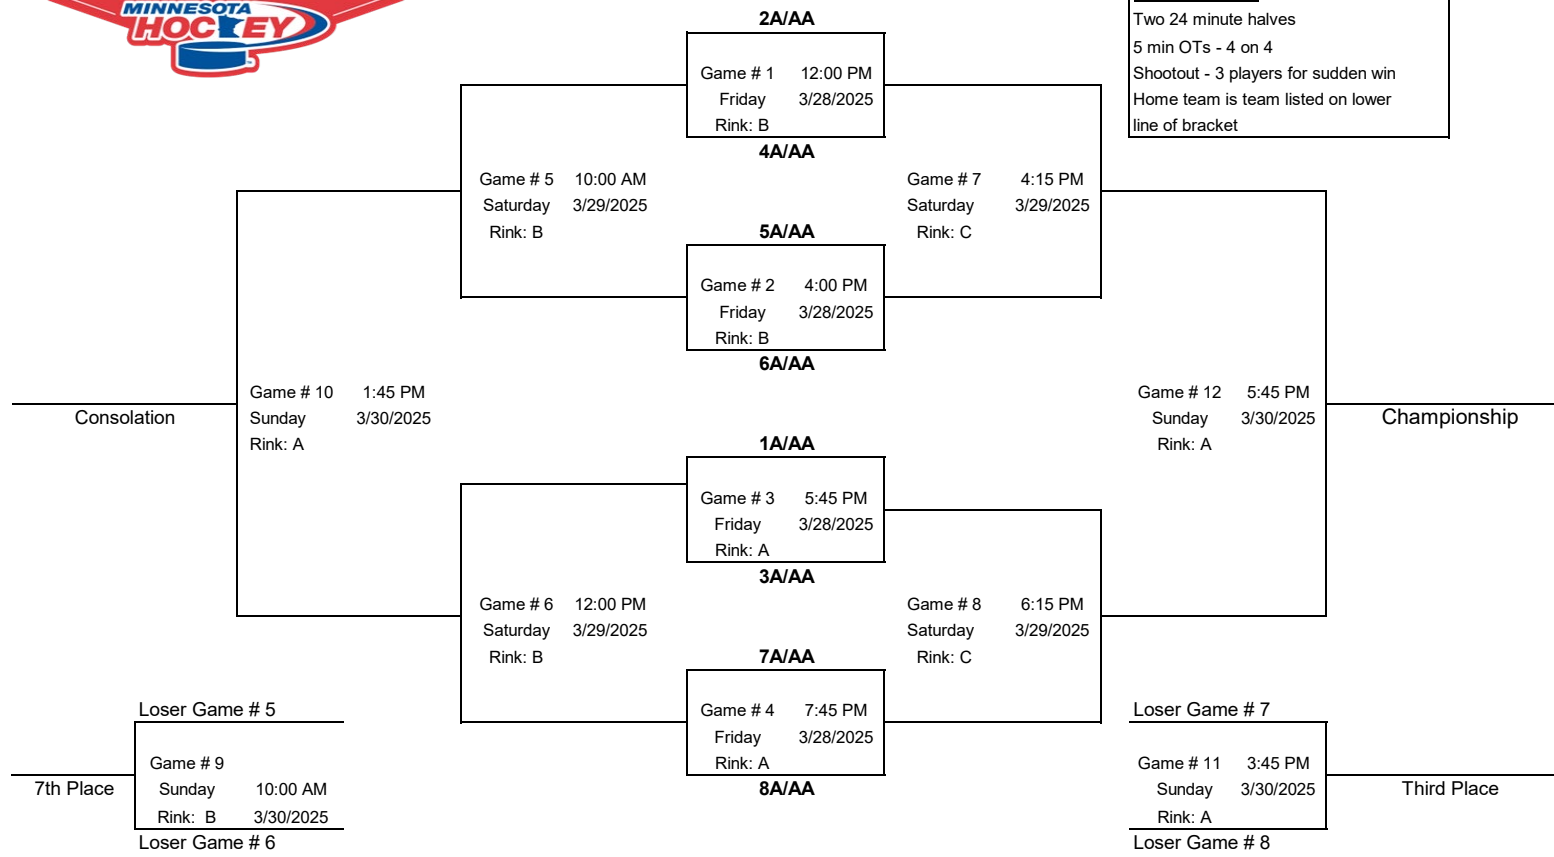 MINNESOTA
HOCKEY
2A/AA
Two 24 minute halves
5 min OTs - 4 on 4
Shootout - 3 players for sudden win
Home team is team listed on lower
line of bracket
Game # 1 12:00 PM
Friday 3/28/2025
Rink: B
4A/AA
Game # 5 10:00 AM
Saturday 3/29/2025
Rink: B
Game # 7 4:15 PM
Saturday 3/29/2025
Rink: C
5A/AA
Game # 2 4:00 PM
Friday 3/28/2025
Rink: B
6A/AA
Game # 10 1:45 PM
Sunday 3/30/2025
Rink: A
Consolation
Game # 12 5:45 PM
Sunday 3/30/2025
Rink: A
Championship
1A/AA
Game # 3 5:45 PM
Friday 3/28/2025
Rink: A
3A/AA
Game # 6 12:00 PM
Saturday 3/29/2025
Rink: B
Game # 8 6:15 PM
Saturday 3/29/2025
Rink: C
7A/AA
Game # 4 7:45 PM
Friday 3/28/2025
Rink: A
8A/AA
Loser Game # 5
Game # 9
Sunday 10:00 AM
Rink: B 3/30/2025
7th Place
Loser Game # 6
Loser Game # 7
Game # 11 3:45 PM
Sunday 3/30/2025
Rink: A
Third Place
Loser Game # 8